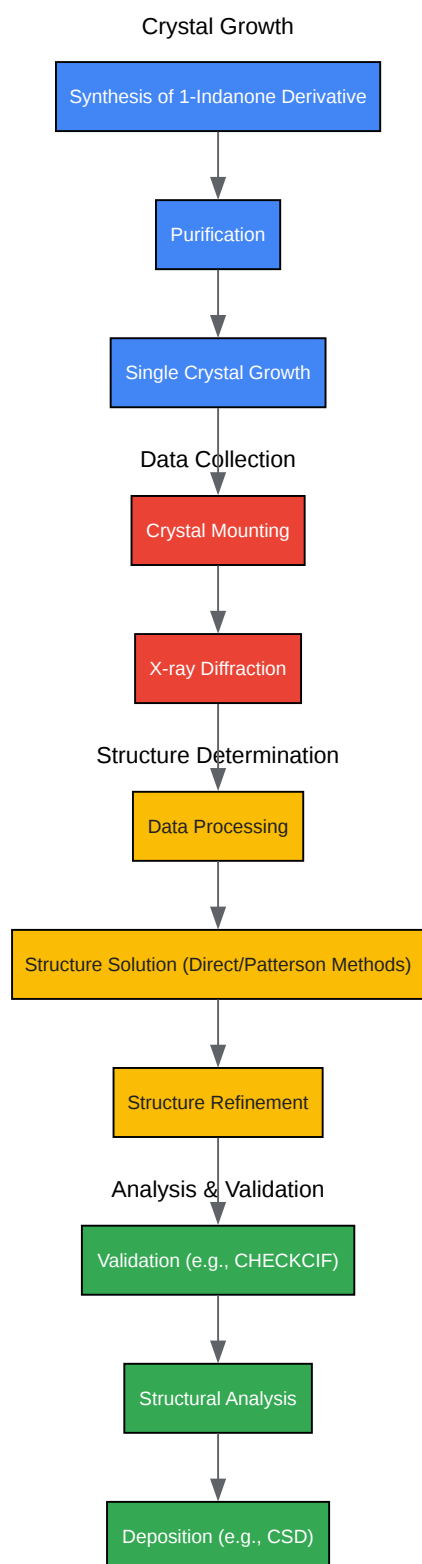 Crystal Growth
Synthesis of 1-Indanone Derivative
Purification
Single Crystal Growth
Data Collection
Crystal Mounting
X-ray Diffraction
Structure Determination
Data Processing
Structure Solution (Direct/Patterson Methods)
Structure Refinement
Analysis & Validation
Validation (e.g., CHECKCIF)
Structural Analysis
Deposition (e.g., CSD)